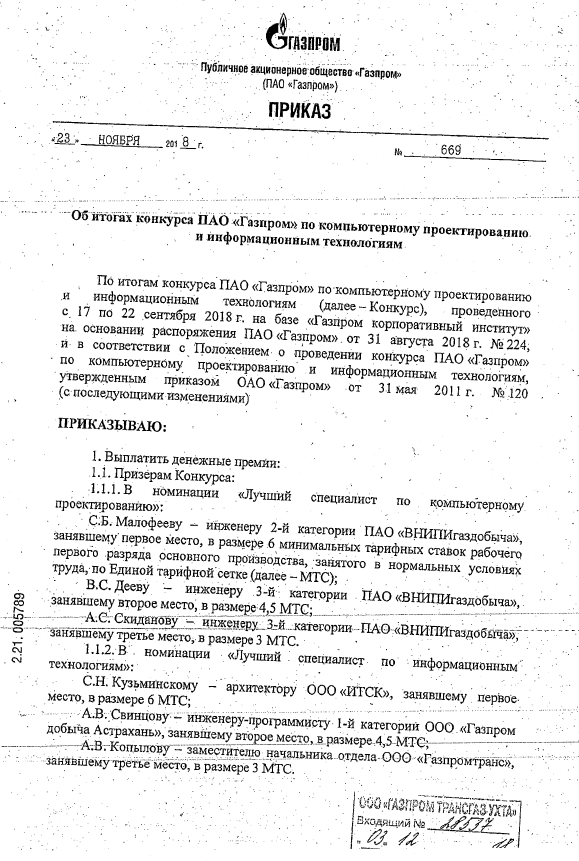 ГАЗПРОМ
Публичное акционерное общество «Газпром»
(ПАО «Газпром»)
ПРИКАЗ
«23» НОЯБРЯ 2018 г.
№ 669
Об итогах конкурса ПАО «Газпром» по компьютерному проектированию
и информационным технологиям
По итогам конкурса ПАО «Газпром» по компьютерному проектированию
и информационным технологиям (далее – Конкурс), проведенного
с 17 по 22 сентября 2018 г. на базе «Газпром корпоративный институт»
на основании распоряжения ПАО «Газпром» от 31 августа 2018 г. № 224,
и в соответствии с Положением о проведении конкурса ПАО «Газпром»
по компьютерному проектированию и информационным технологиям,
утвержденным приказом ОАО «Газпром» от 31 мая 2011 г. № 120
(с последующими изменениями)
ПРИКАЗЫВАЮ:
1. Выплатить денежные премии:
1.1. Призерам Конкурса:
1.1.1. В номинации «Лучший специалист по компьютерному
проектированию»:
С.Б. Малофееву – инженеру 2-й категории ПАО «ВНИПИгаздобыча»,
занявшему первое место, в размере 6 минимальных тарифных ставок рабочего
первого разряда основного производства, занятого в нормальных условиях
труда, по Единой тарифной сетке (далее – МТС);
В.С. Дееву – инженеру 3-й категории ПАО «ВНИПИгаздобыча»,
занявшему второе место, в размере 4,5 МТС;
А.С. Скиданову – инженеру 3-й категории ПАО «ВНИПИгаздобыча»,
занявшему третье место, в размере 3 МТС.
1.1.2. В номинации «Лучший специалист по информационным
технологиям»:
С.Н. Кузьминскому – архитектору ООО «ИТСК», занявшему первое
место, в размере 6 МТС;
А.В. Свинцову – инженеру-программисту 1-й категорий ООО «Газпром
добыча Астрахань», занявшему второе место, в размере 4,5 МТС;
А.В. Копылову – заместителю начальника отдела ООО «Газпромтранс»,
занявшему третье место, в размере 3 МТС.
2.21. 005789
ООО «ГАЗПРОМ ТРАНСГАЗ УХТА»
Входящий № 28537
03. 12 18